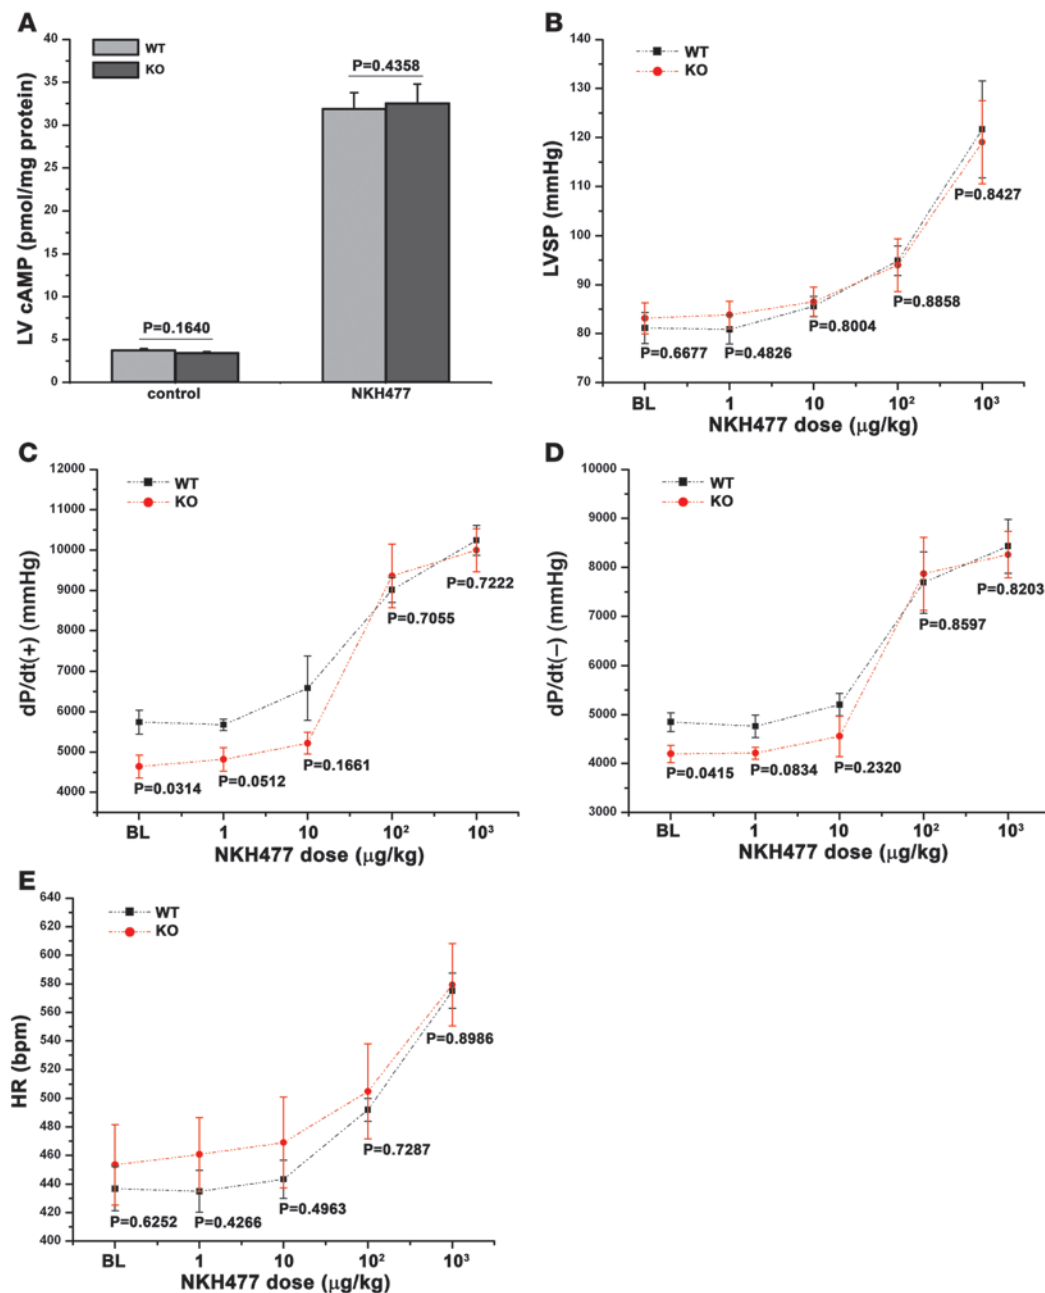 A
LV cAMP (pmol/mg protein)
40
35
30
25
20
15
10
5
0
WT
KO
P=0.4358
P=0.1640
control
NKH477
B
LVSP (mmHg)
140
130
120
110
100
90
80
70
WT
KO
P=0.6677
P=0.4826
P=0.8004
P=0.8858
P=0.8427
BL
1
10
10²
10³
NKH477 dose (μg/kg)
C
dP/dt(+) (mmHg)
12000
11000
10000
9000
8000
7000
6000
5000
4000
WT
KO
P=0.0314
P=0.0512
P=0.1661
P=0.7055
P=0.7222
BL
1
10
10²
10³
NKH477 dose (μg/kg)
D
dP/dt(–) (mmHg)
10000
9000
8000
7000
6000
5000
4000
3000
WT
KO
P=0.0415
P=0.0834
P=0.2320
P=0.8597
P=0.8203
BL
1
10
10²
10³
NKH477 dose (μg/kg)
E
HR (bpm)
640
620
600
580
560
540
520
500
480
460
440
420
400
WT
KO
P=0.6252
P=0.4266
P=0.4963
P=0.7287
P=0.8986
BL
1
10
10²
10³
NKH477 dose (μg/kg)